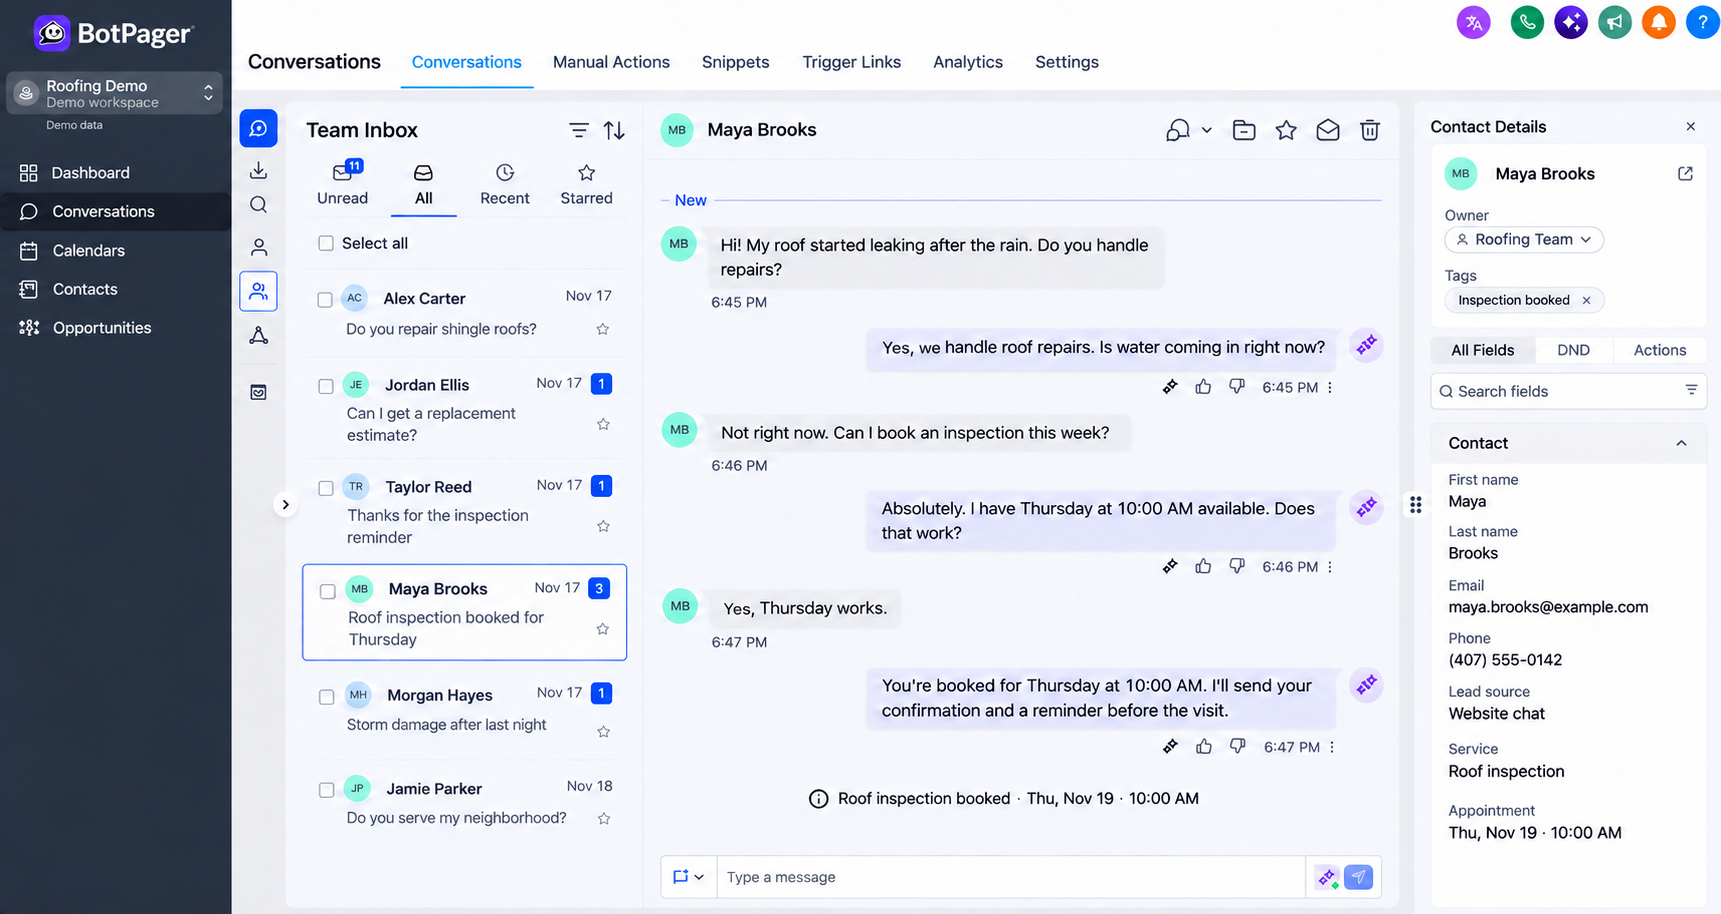 BotPager
Roofing Demo
Demo workspace
Demo data
Dashboard
Conversations
Calendars
Contacts
Opportunities
Conversations
Conversations
Manual Actions
Snippets
Trigger Links
Analytics
Settings
?
Team Inbox
11
Unread
All
Recent
Starred
Select all
AC
Alex Carter
Nov 17
Do you repair shingle roofs?
JE
Jordan Ellis
Nov 17
1
Can I get a replacement
estimate?
TR
Taylor Reed
Nov 17
1
Thanks for the inspection
reminder
MB
Maya Brooks
Nov 17
3
Roof inspection booked for
Thursday
MH
Morgan Hayes
Nov 17
1
Storm damage after last night
JP
Jamie Parker
Nov 18
Do you serve my neighborhood?
MB
Maya Brooks
New
MB
Hi! My roof started leaking after the rain. Do you handle
repairs?
6:45 PM
Yes, we handle roof repairs. Is water coming in right now?
6:45 PM
MB
Not right now. Can I book an inspection this week?
6:46 PM
Absolutely. I have Thursday at 10:00 AM available. Does
that work?
6:46 PM
MB
Yes, Thursday works.
6:47 PM
You're booked for Thursday at 10:00 AM. I'll send your
confirmation and a reminder before the visit.
6:47 PM
Roof inspection booked · Thu, Nov 19 · 10:00 AM
Type a message
Contact Details
MB
Maya Brooks
Owner
Roofing Team
Tags
Inspection booked
All Fields
DND
Actions
Search fields
Contact
First name
Maya
Last name
Brooks
Email
maya.brooks@example.com
Phone
(407) 555-0142
Lead source
Website chat
Service
Roof inspection
Appointment
Thu, Nov 19 · 10:00 AM